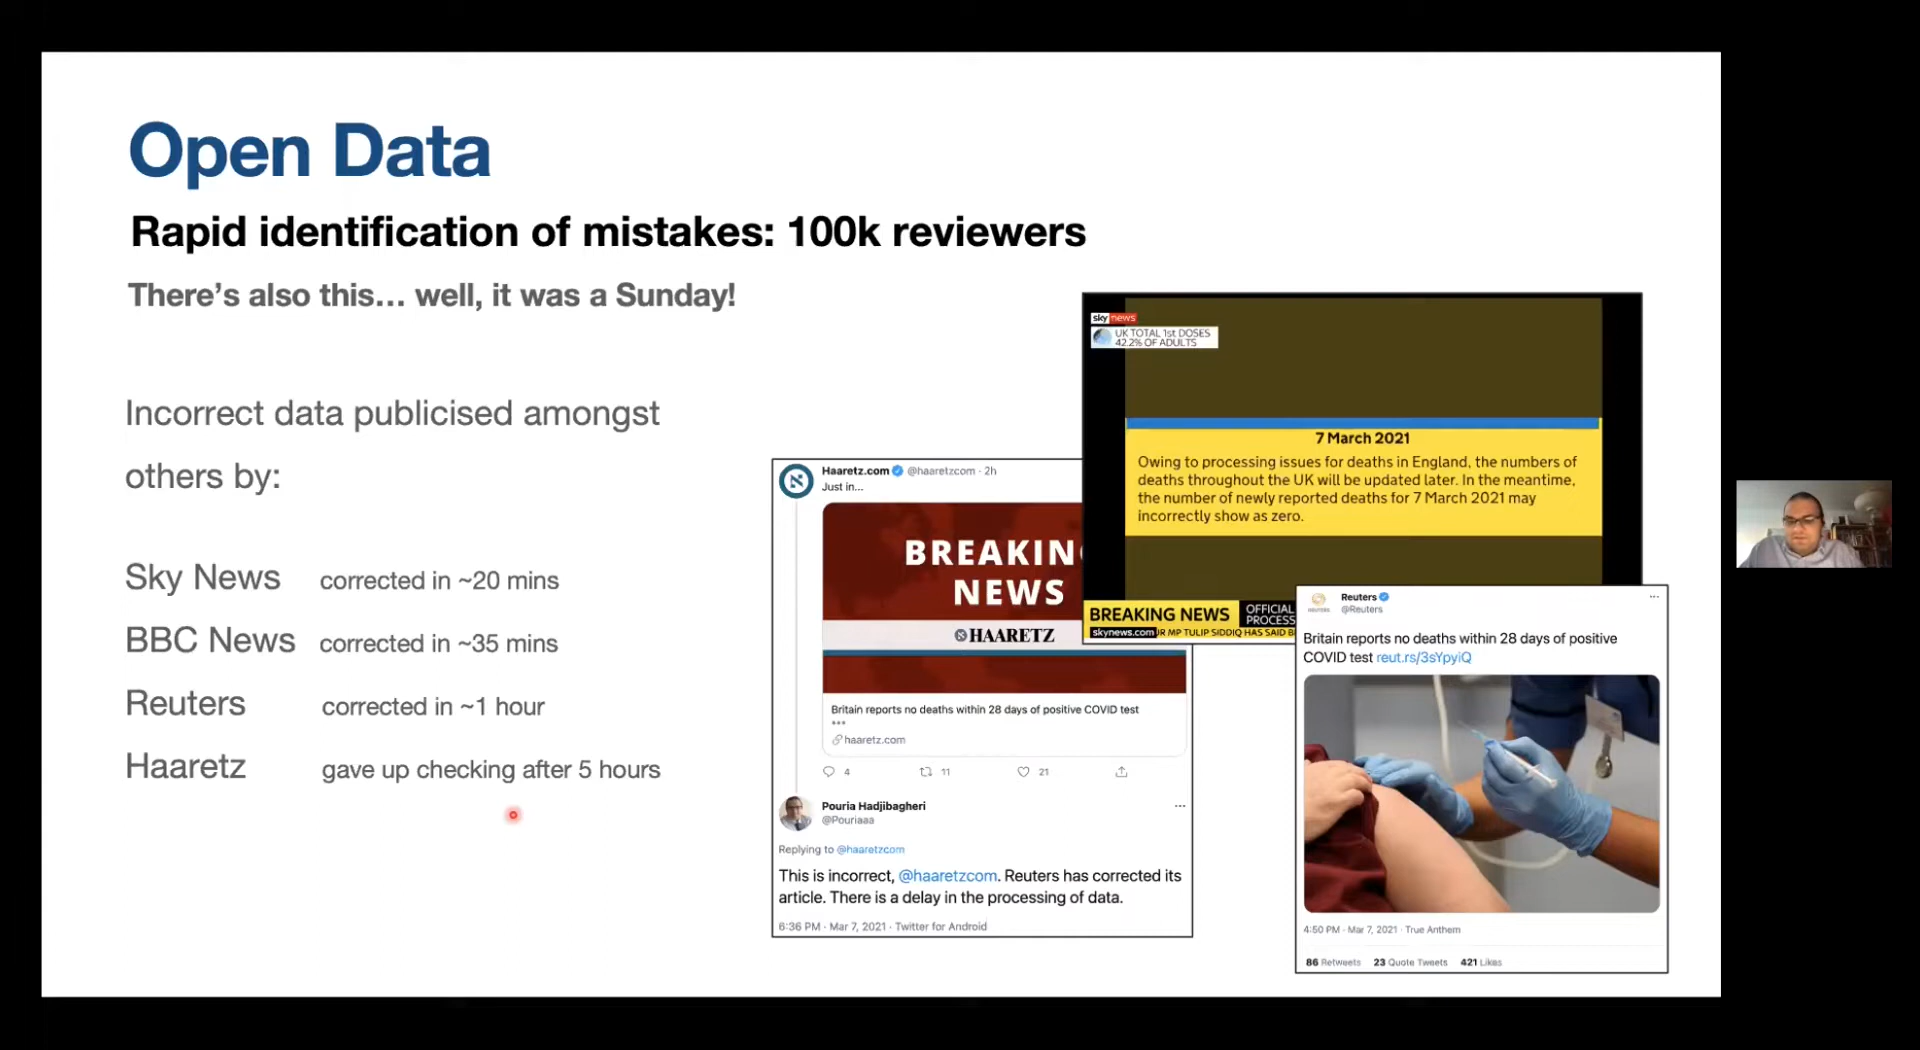 Open Data
Rapid identification of mistakes: 100k reviewers
There's also this... well, it was a Sunday!
Incorrect data publicised amongst
others by:
Sky News corrected in ~20 mins
BBC News corrected in ~35 mins
Reuters corrected in ~1 hour
Haaretz gave up checking after 5 hours
Haaretz.com @haaretzcom · 2h
Just in...
BREAKIN
NEWS
HAARETZ
Britain reports no deaths within 28 days of positive COVID test
•••
haaretz.com
4 11 21
Pouria Hadjibagheri
@Pouriaaa
Replying to @haaretzcom
This is incorrect, @haaretzcom. Reuters has corrected its
article. There is a delay in the processing of data.
6:36 PM · Mar 7, 2021 · Twitter for Android
sky news
UK TOTAL 1st DOSES
42.2% OF ADULTS
7 March 2021
Owing to processing issues for deaths in England, the numbers of
deaths throughout the UK will be updated later. In the meantime,
the number of newly reported deaths for 7 March 2021 may
incorrectly show as zero.
BREAKING NEWS
OFFICIAL
PROCESS
skynews.com UR MP TULIP SIDDIQ HAS SAID B
Reuters
@Reuters
Britain reports no deaths within 28 days of positive
COVID test reut.rs/3sYpyiQ
4:50 PM · Mar 7, 2021 · True Anthem
86 Retweets 23 Quote Tweets 421 Likes